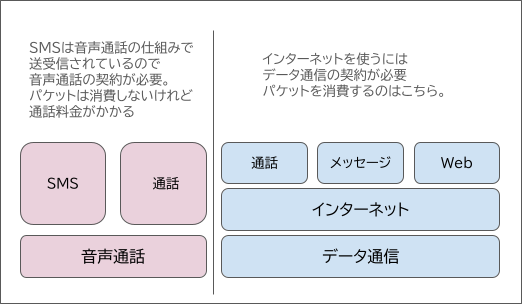 SMSは音声通話の仕組みで
送受信されているので
音声通話の契約が必要。
パケットは消費しないけれど
通話料金がかかる
インターネットを使うには
データ通信の契約が必要
パケットを消費するのはこちら。
SMS
通話
音声通話
通話
メッセージ
Web
インターネット
データ通信